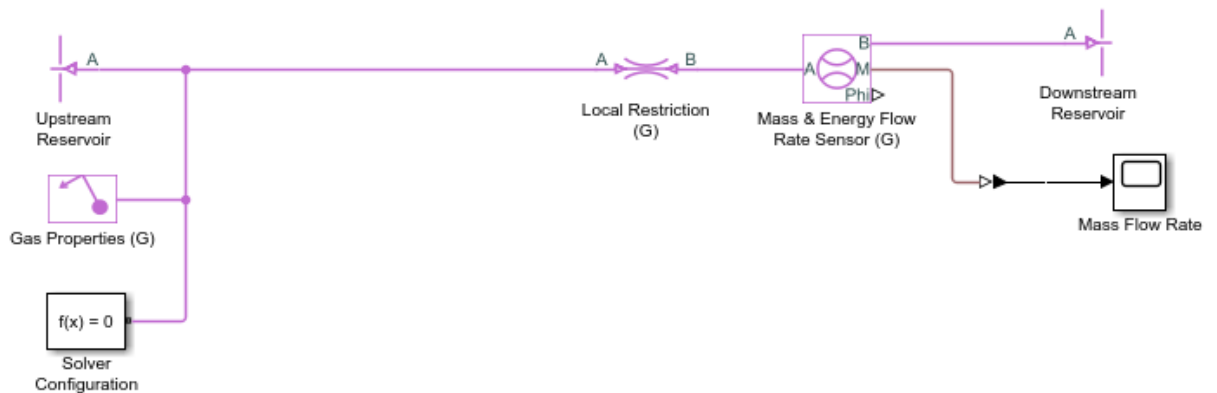 A
A
B
A
B
M
Phi
A
Upstream
Reservoir
Local Restriction
(G)
Mass & Energy Flow
Rate Sensor (G)
Downstream
Reservoir
Gas Properties (G)
Mass Flow Rate
f(x) = 0
Solver
Configuration